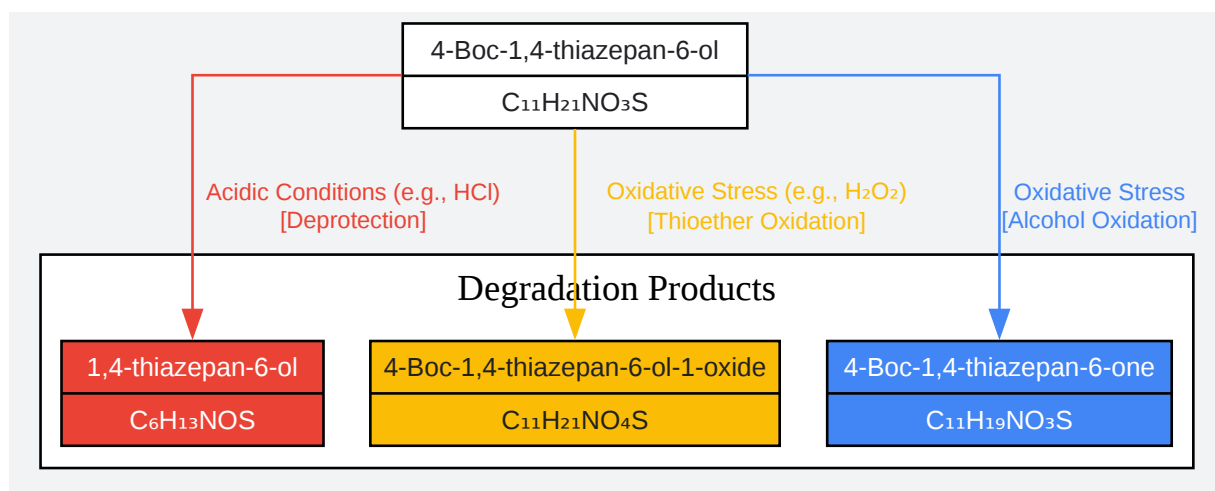 4-Boc-1,4-thiazepan-6-ol
C₁₁H₂₁NO₃S
Acidic Conditions (e.g., HCl)
[Deprotection]
Oxidative Stress (e.g., H₂O₂)
[Thioether Oxidation]
Oxidative Stress
[Alcohol Oxidation]
Degradation Products
1,4-thiazepan-6-ol
C₆H₁₃NOS
4-Boc-1,4-thiazepan-6-ol-1-oxide
C₁₁H₂₁NO₄S
4-Boc-1,4-thiazepan-6-one
C₁₁H₁₉NO₃S